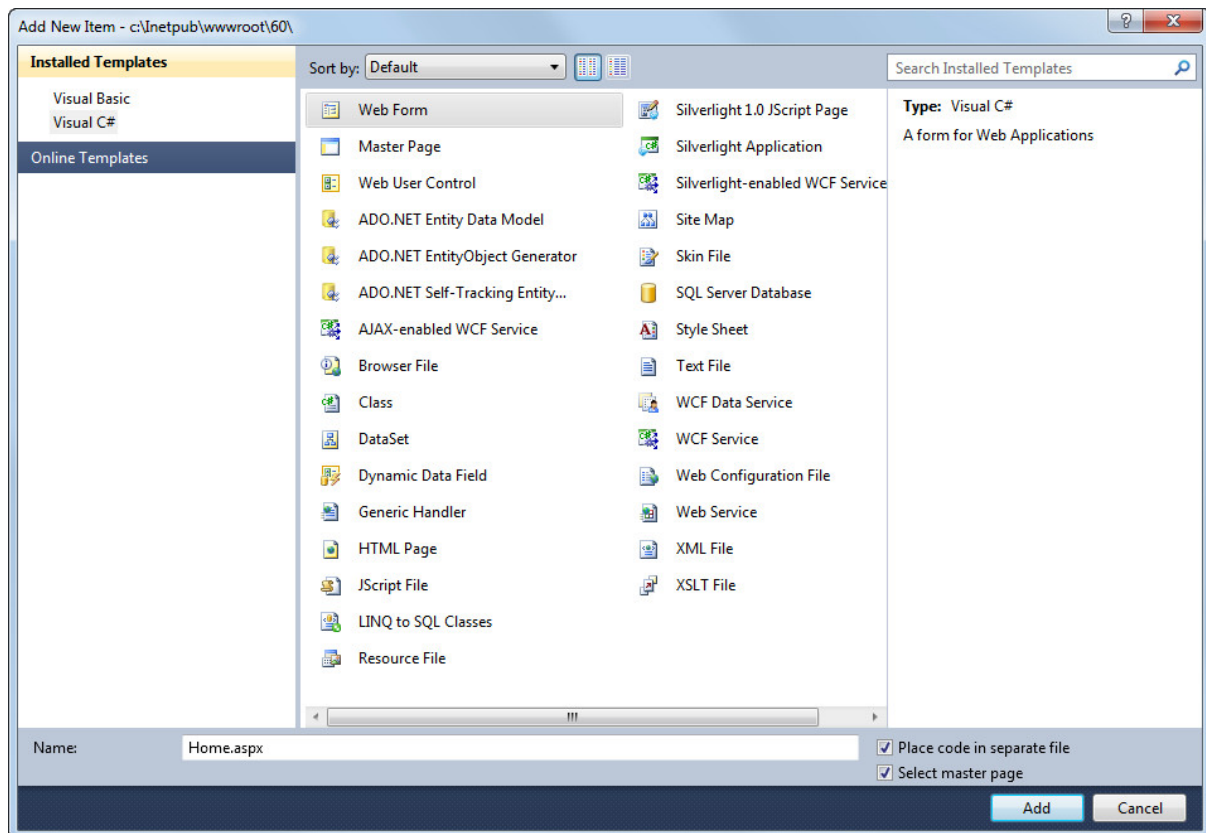 Add New Item - c:\Inetpub\wwwroot\60\
Installed Templates
Visual Basic
Visual C#
Online Templates
Sort by: Default
Search Installed Templates
Web Form
Master Page
Web User Control
ADO.NET Entity Data Model
ADO.NET EntityObject Generator
ADO.NET Self-Tracking Entity...
AJAX-enabled WCF Service
Browser File
Class
DataSet
Dynamic Data Field
Generic Handler
HTML Page
JScript File
LINQ to SQL Classes
Resource File
Silverlight 1.0 JScript Page
Silverlight Application
Silverlight-enabled WCF Service
Site Map
Skin File
SQL Server Database
Style Sheet
Text File
WCF Data Service
WCF Service
Web Configuration File
Web Service
XML File
XSLT File
Type: Visual C#
A form for Web Applications
Name: Home.aspx
Place code in separate file
Select master page
Add
Cancel